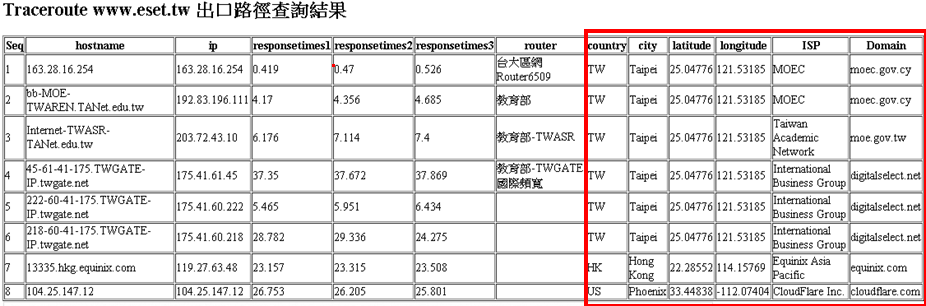 Traceroute www.eset.tw 出口路徑查詢結果
Seq hostname ip responsetimes1 responsetimes2 responsetimes3 router country city latitude longitude ISP Domain
1 163.28.16.254 163.28.16.254 0.419 0.47 0.526 台大區網 Router6509 TW Taipei 25.04776 121.53185 MOEC moec.gov.cy
2 bb-MOE-TWAREN.TANet.edu.tw 192.83.196.111 4.17 4.356 4.685 教育部 TW Taipei 25.04776 121.53185 MOEC moec.gov.cy
3 Internet-TWASR-TANet.edu.tw 203.72.43.10 6.176 7.114 7.4 教育部-TWASR TW Taipei 25.04776 121.53185 Taiwan Academic Network moe.gov.tw
4 45-61-41-175.TWGATE-IP.twgate.net 175.41.61.45 37.35 37.672 37.869 教育部-TWGATE 國際頻寬 TW Taipei 25.04776 121.53185 International Business Group digitalselect.net
5 222-60-41-175.TWGATE-IP.twgate.net 175.41.60.222 5.465 5.951 6.434 TW Taipei 25.04776 121.53185 International Business Group digitalselect.net
6 218-60-41-175.TWGATE-IP.twgate.net 175.41.60.218 28.782 29.336 24.275 TW Taipei 25.04776 121.53185 International Business Group digitalselect.net
7 13335.hkg.equinix.com 119.27.63.48 23.157 23.315 23.508 HK Hong Kong 22.28552 114.15769 Equinix Asia Pacific equinix.com
8 104.25.147.12 104.25.147.12 26.753 26.205 25.801 US Phoenix 33.44838 -112.07404 CloudFlare Inc. cloudflare.com